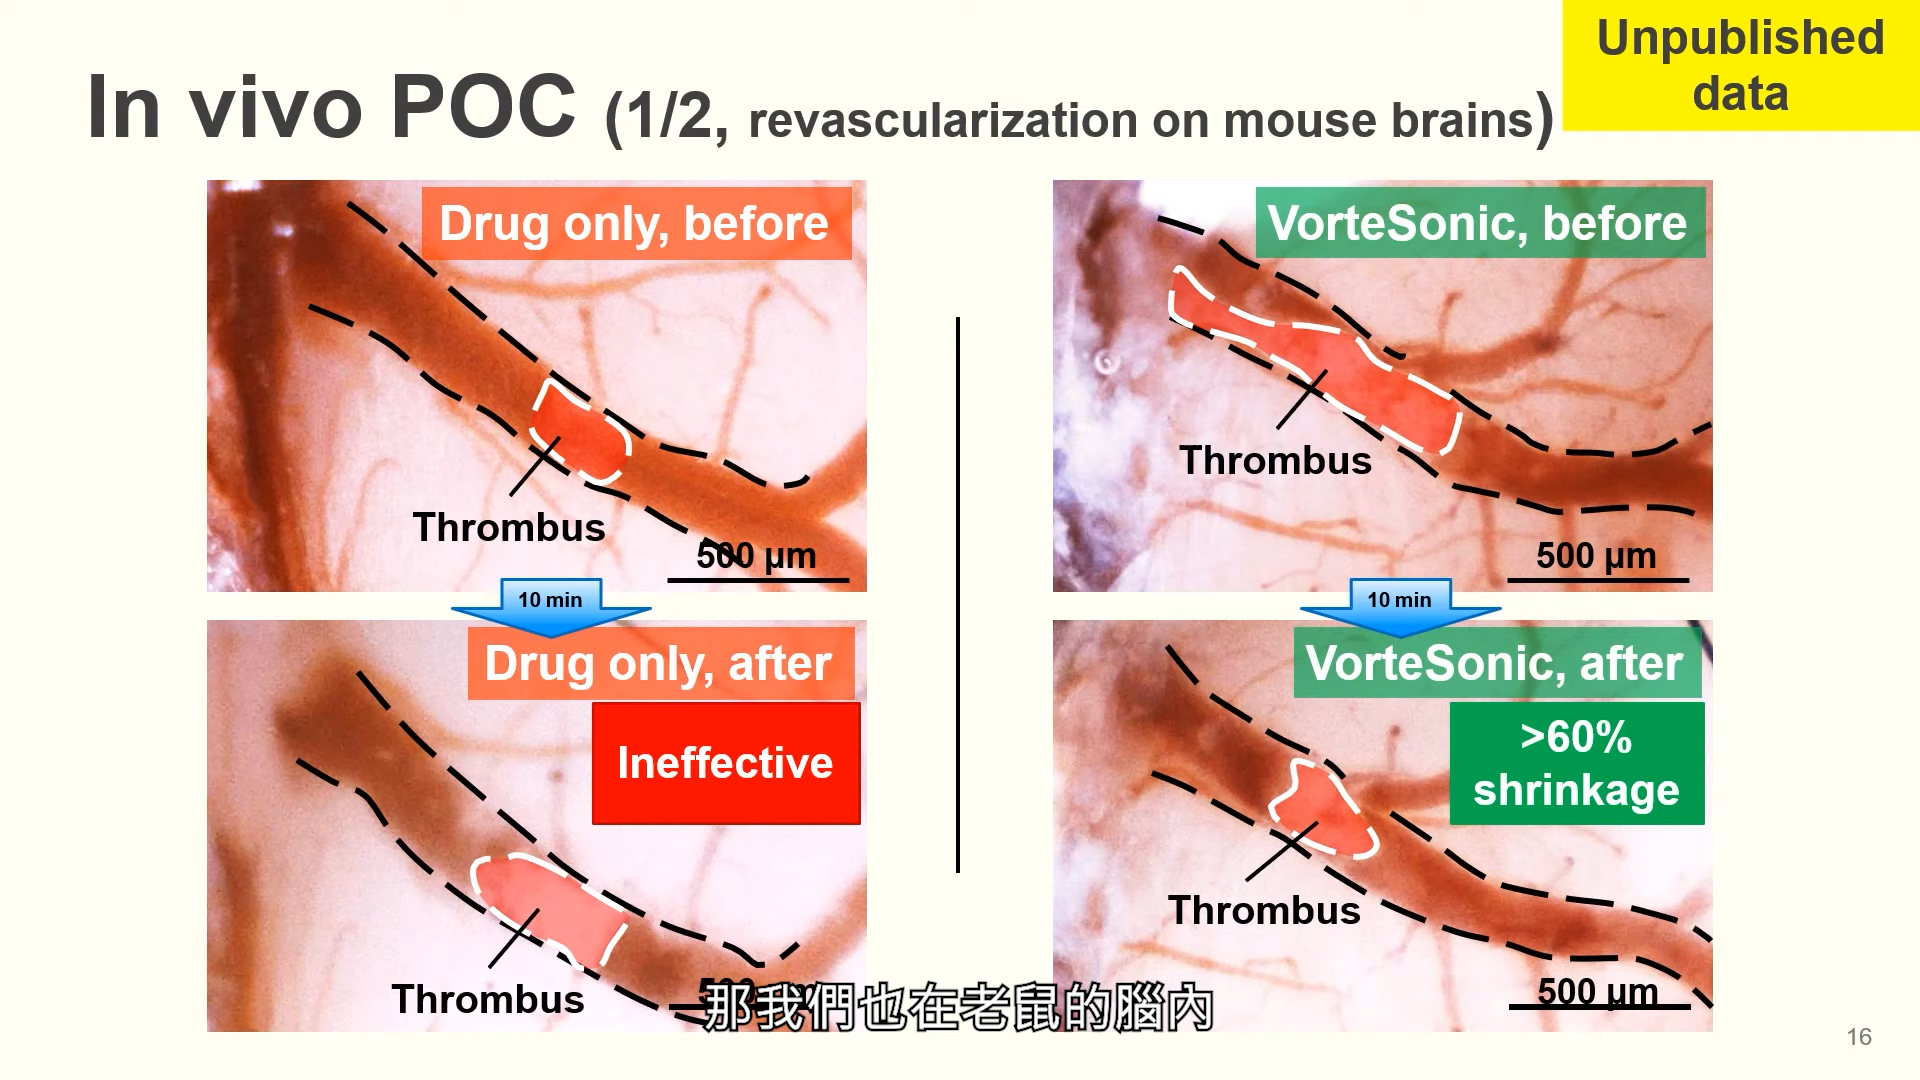 Unpublished
data
In vivo POC (1/2, revascularization on mouse brains)
Drug only, before
Thrombus
500 µm
10 min
Drug only, after
Ineffective
Thrombus
VorteSonic, before
Thrombus
500 µm
10 min
VorteSonic, after
>60%
shrinkage
Thrombus
500 µm
那我們也在老鼠的腦內
16